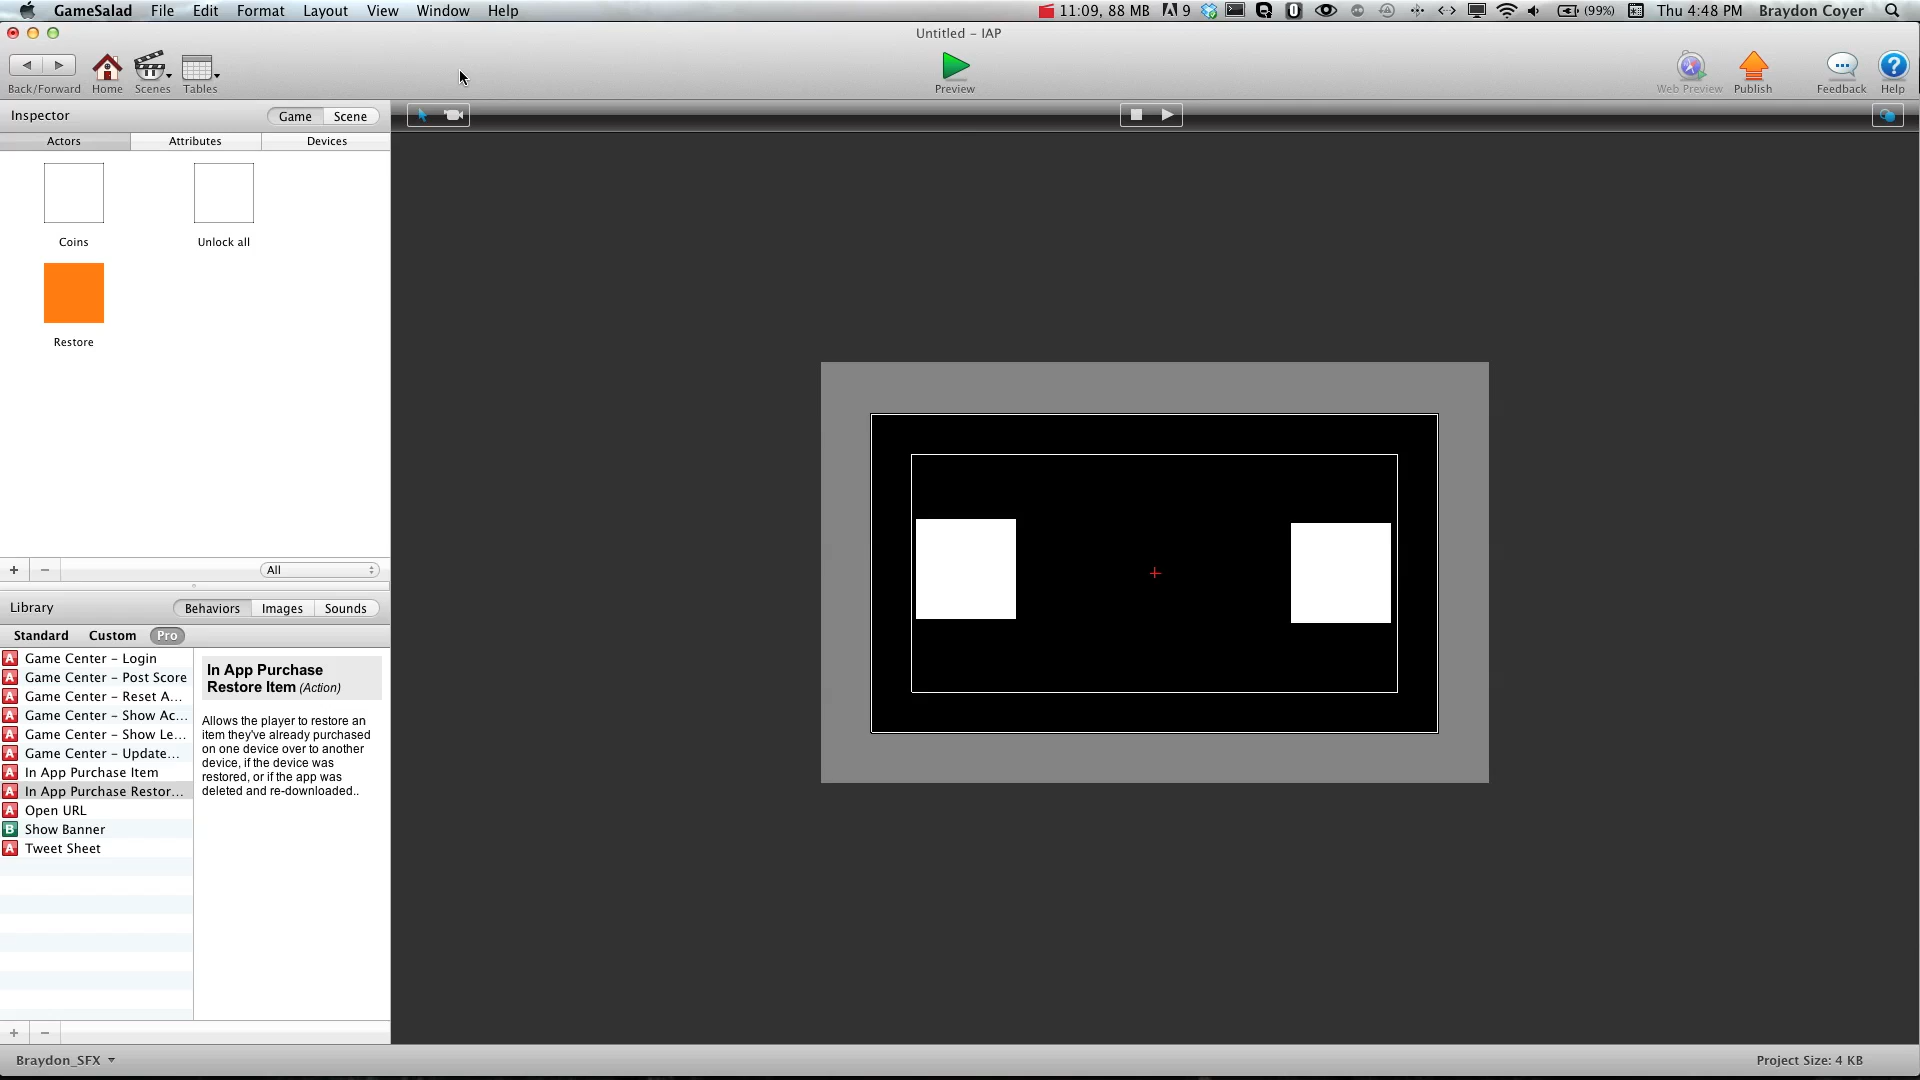 GameSalad File Edit Format Layout View Window Help 11:09, 88 MB 9 (99%) Thu 4:48 PM Braydon Coyer
Untitled – IAP
Back/Forward Home Scenes Tables Preview Web Preview Publish Feedback Help
Inspector Game Scene
Actors Attributes Devices
Coins Unlock all
Restore
+ – All
Library Behaviors Images Sounds
Standard Custom Pro
A Game Center – Login
A Game Center – Post Score
A Game Center – Reset A...
A Game Center – Show Ac...
A Game Center – Show Le...
A Game Center – Update...
A In App Purchase Item
A In App Purchase Restor...
A Open URL
B Show Banner
A Tweet Sheet
In App Purchase
Restore Item (Action)
Allows the player to restore an
item they've already purchased
on one device over to another
device, if the device was
restored, or if the app was
deleted and re-downloaded..
+ –
Braydon_SFX Project Size: 4 KB